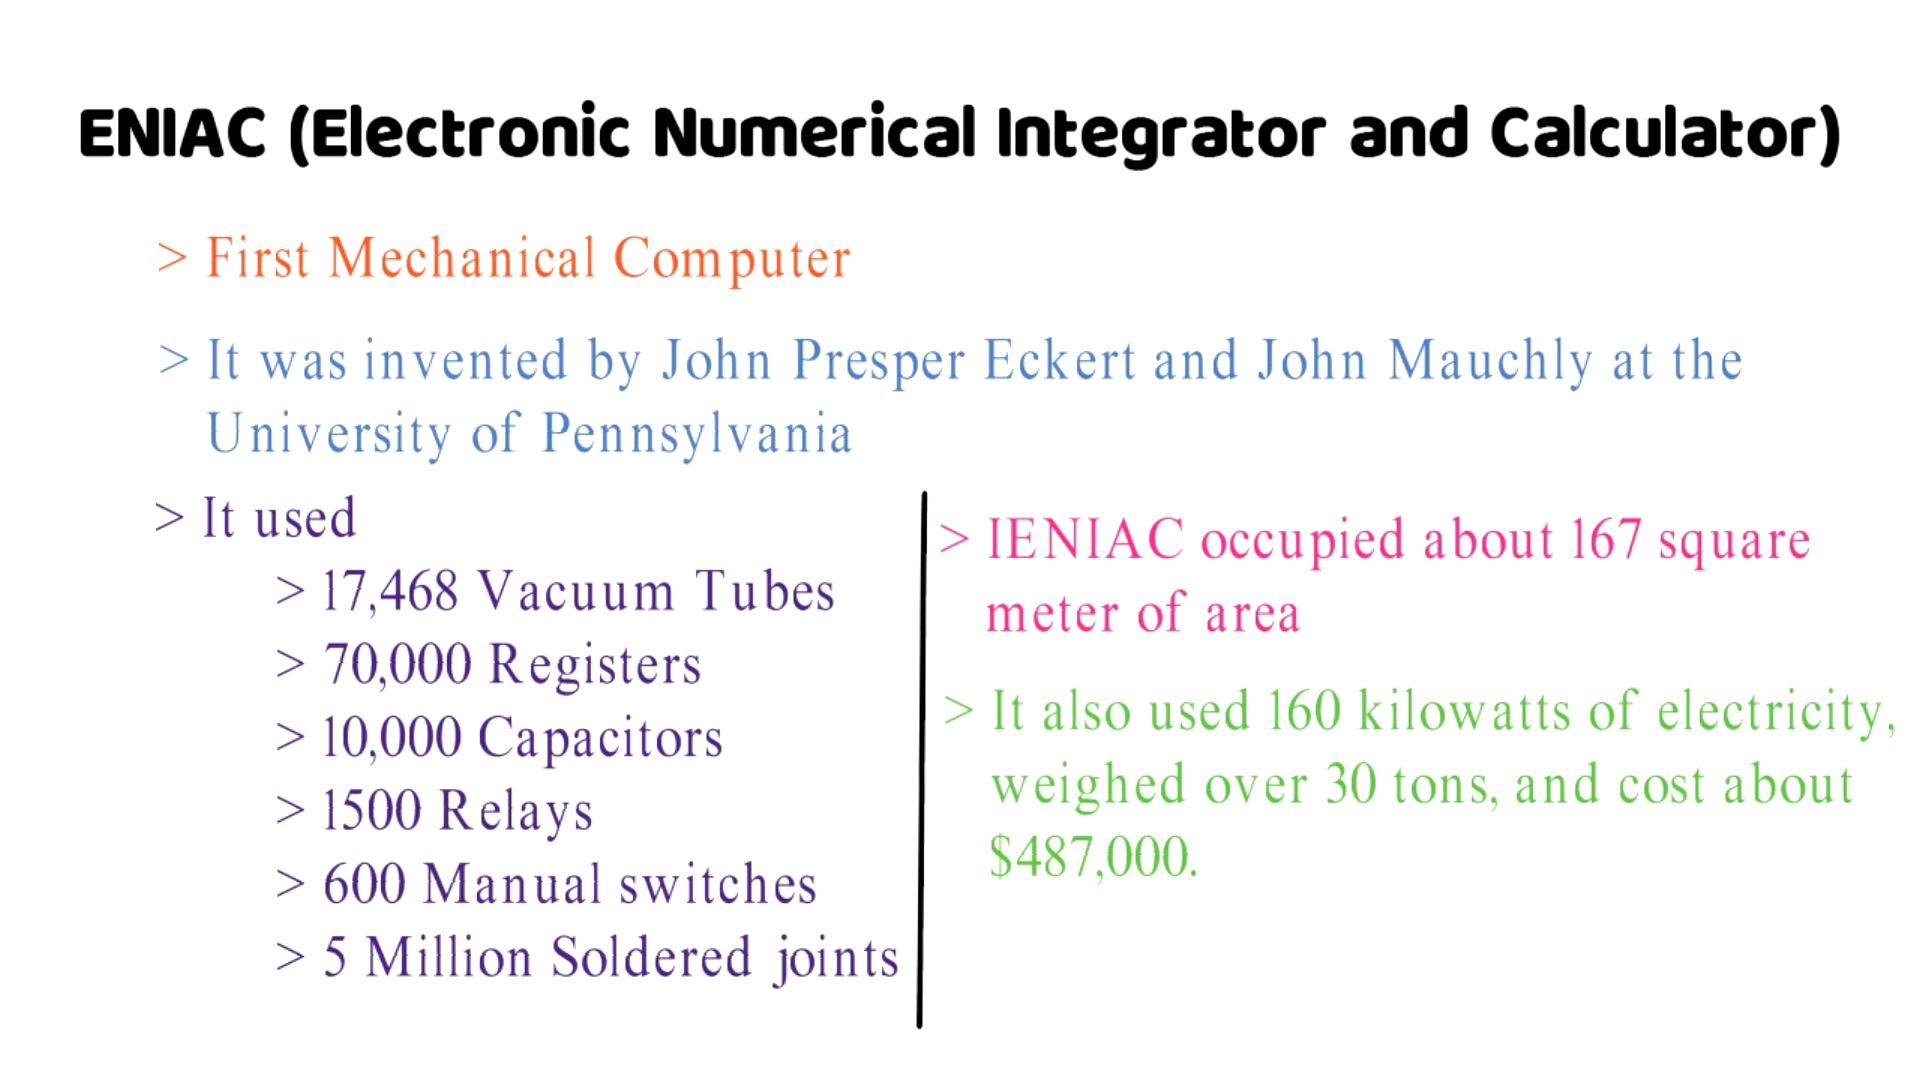 ENIAC (Electronic Numerical Integrator and Calculator)
> First Mechanical Computer
> It was invented by John Presper Eckert and John Mauchly at the
University of Pennsylvania
> It used
> 17,468 Vacuum Tubes
> 70,000 Registers
> 10,000 Capacitors
> 1500 Relays
> 600 Manual switches
> 5 Million Soldered joints
> IENIAC occupied about 167 square
meter of area
> It also used 160 kilowatts of electricity,
weighed over 30 tons, and cost about
$487,000.